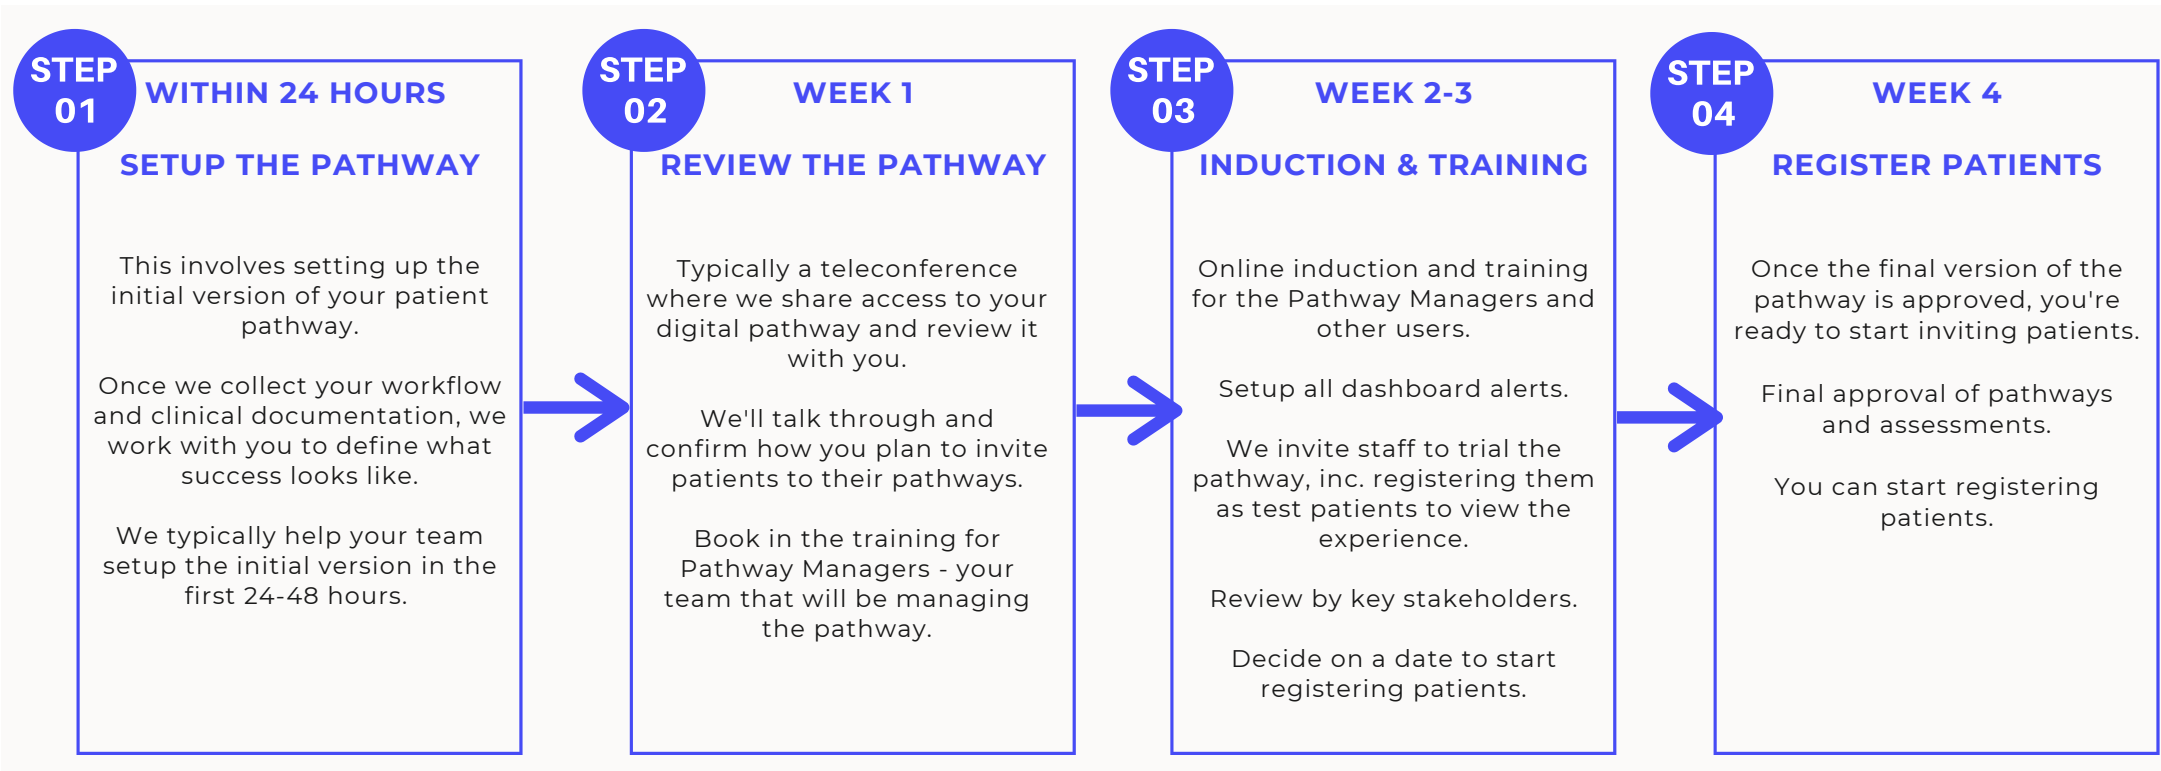 STEP
01
WITHIN 24 HOURS
SETUP THE PATHWAY
This involves setting up the
initial version of your patient
pathway.
Once we collect your workflow
and clinical documentation, we
work with you to define what
success looks like.
We typically help your team
setup the initial version in the
first 24-48 hours.
STEP
02
WEEK 1
REVIEW THE PATHWAY
Typically a teleconference
where we share access to your
digital pathway and review it
with you.
We'll talk through and
confirm how you plan to invite
patients to their pathways.
Book in the training for
Pathway Managers - your
team that will be managing
the pathway.
STEP
03
WEEK 2-3
INDUCTION & TRAINING
Online induction and training
for the Pathway Managers and
other users.
Setup all dashboard alerts.
We invite staff to trial the
pathway, inc. registering them
as test patients to view the
experience.
Review by key stakeholders.
Decide on a date to start
registering patients.
STEP
04
WEEK 4
REGISTER PATIENTS
Once the final version of the
pathway is approved, you're
ready to start inviting patients.
Final approval of pathways
and assessments.
You can start registering
patients.